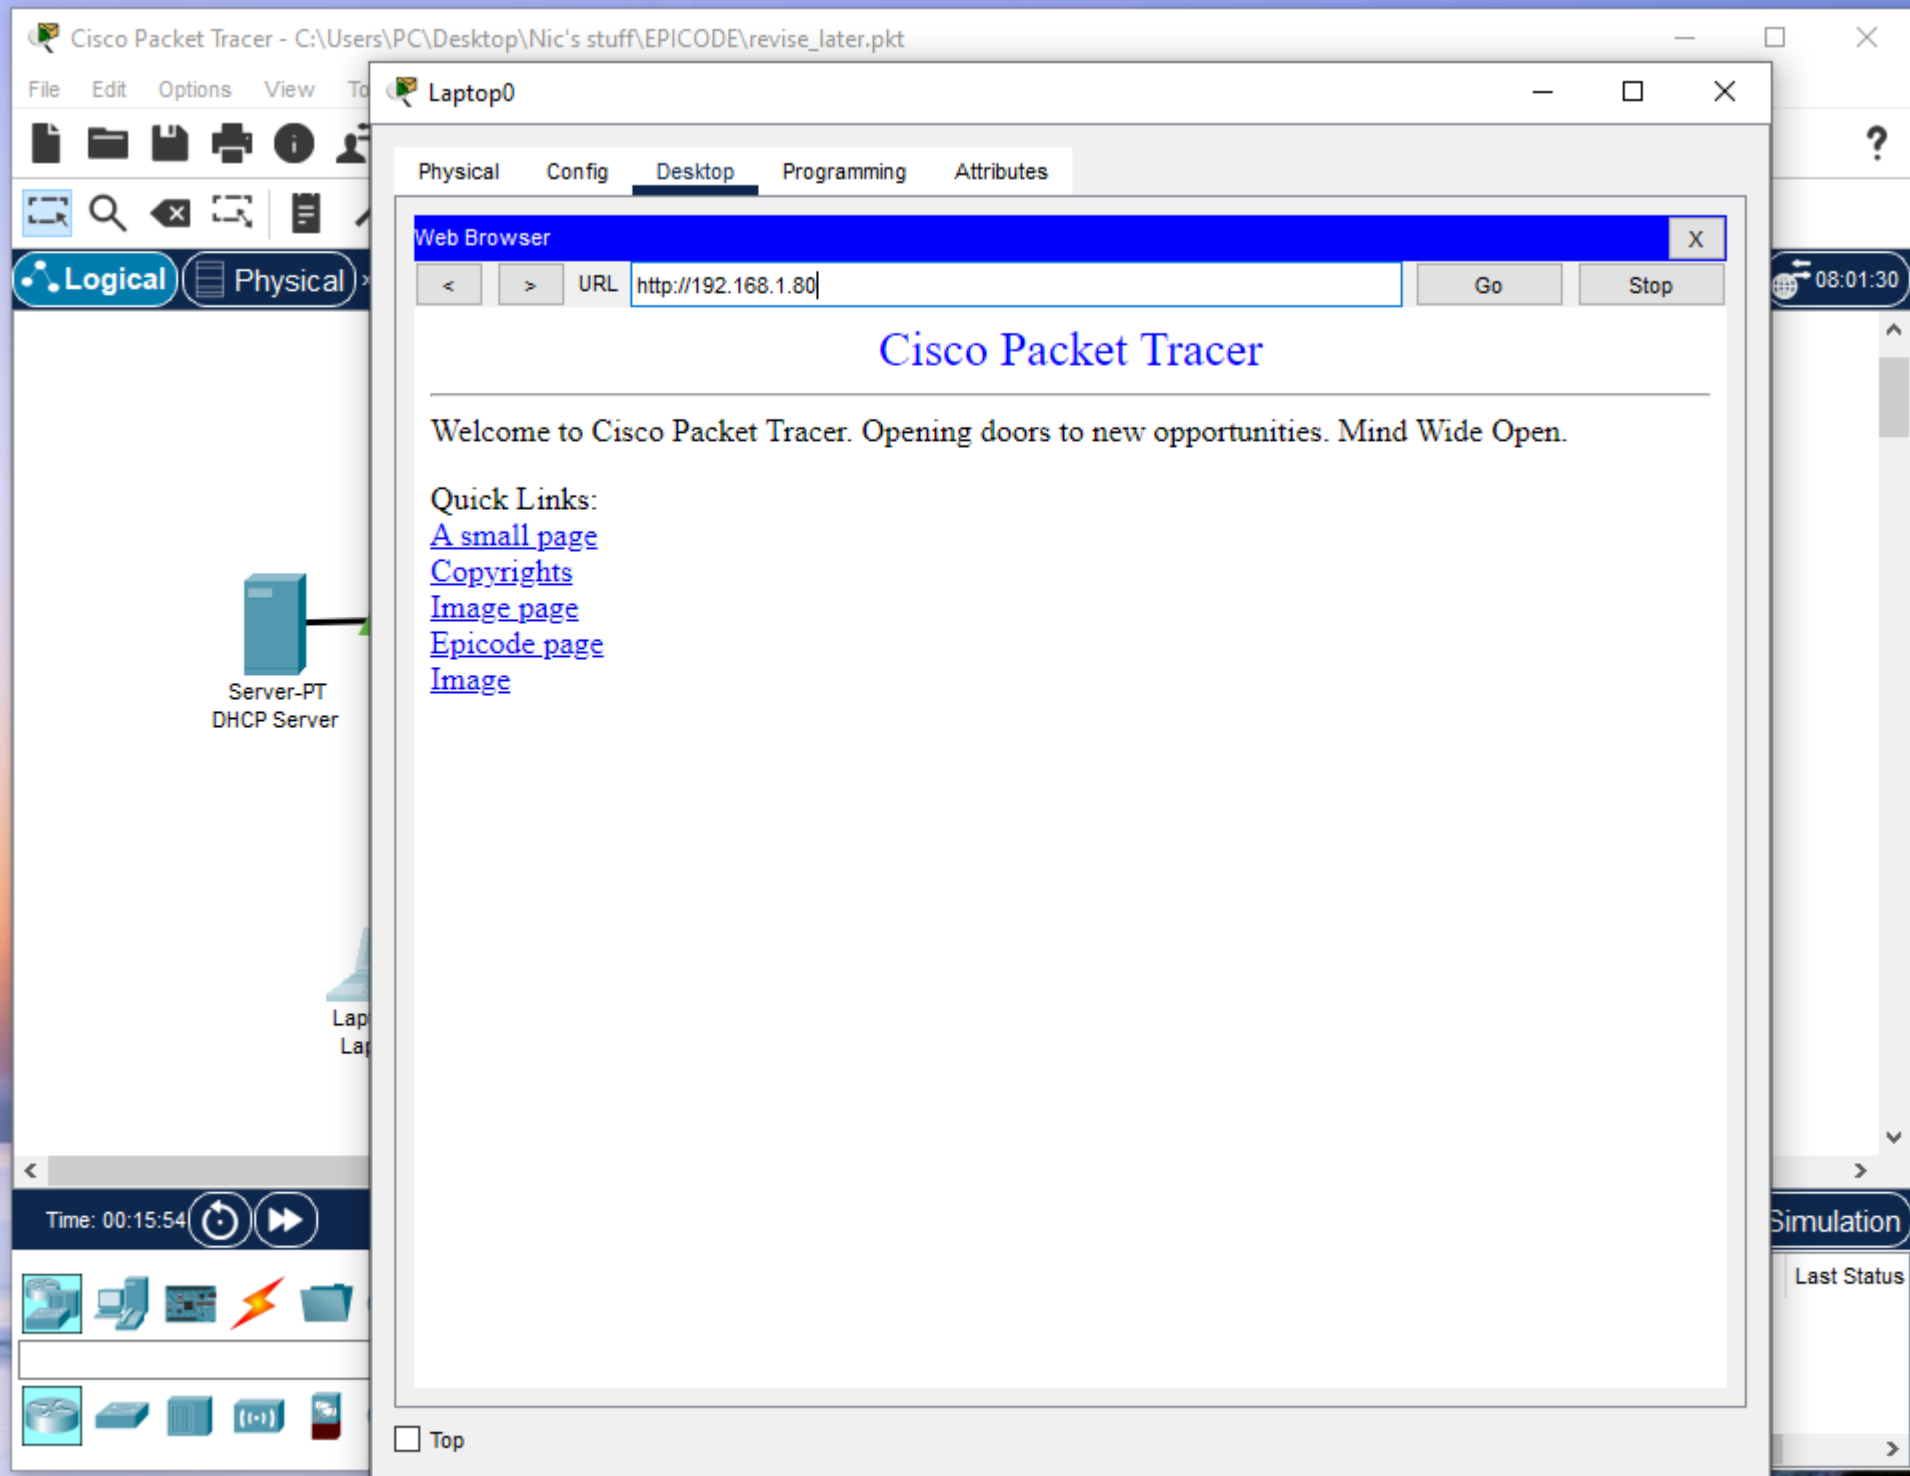 Cisco Packet Tracer - C:\Users\PC\Desktop\Nic's stuff\EPICODE\revise_later.pkt
File Edit Options View To
Laptop0
Physical Config Desktop Programming Attributes
Web Browser
X
< > URL http://192.168.1.80 Go Stop
Logical Physical 08:01:30
Cisco Packet Tracer
Welcome to Cisco Packet Tracer. Opening doors to new opportunities. Mind Wide Open.
Quick Links:
A small page
Copyrights
Image page
Epicode page
Image
Server-PT
DHCP Server
Lap
Lap
Time: 00:15:54
Simulation
Last Status
Top